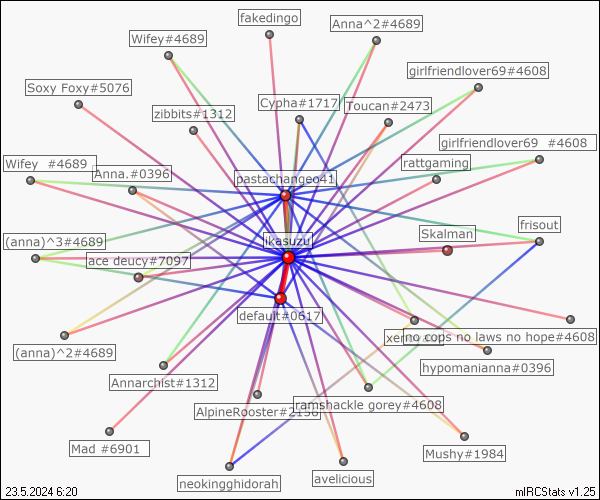 fakedingo
Anna^2#4689
Wifey#4689
girlfriendlover69#4608
Soxy Foxy#5076
Cypha#1717
Toucan#2473
zibbits#1312
girlfriendlover69 #4608
Wifey #4689
rattgaming
Anna.#0396
pastachangeo41
frisout
Skalman
(anna)^3#4689
ikasuzu
ace deucy#7097
default#0617
no cops no laws no hope#4608
(anna)^2#4689
hypomanianna#0396
Annarchist#1312
ramshackle gorey#4608
AlpineRooster#2150
Mad #6901
Mushy#1984
neokingghidorah
avelicious
23.5.2024 6:20
mIRCStats v1.25